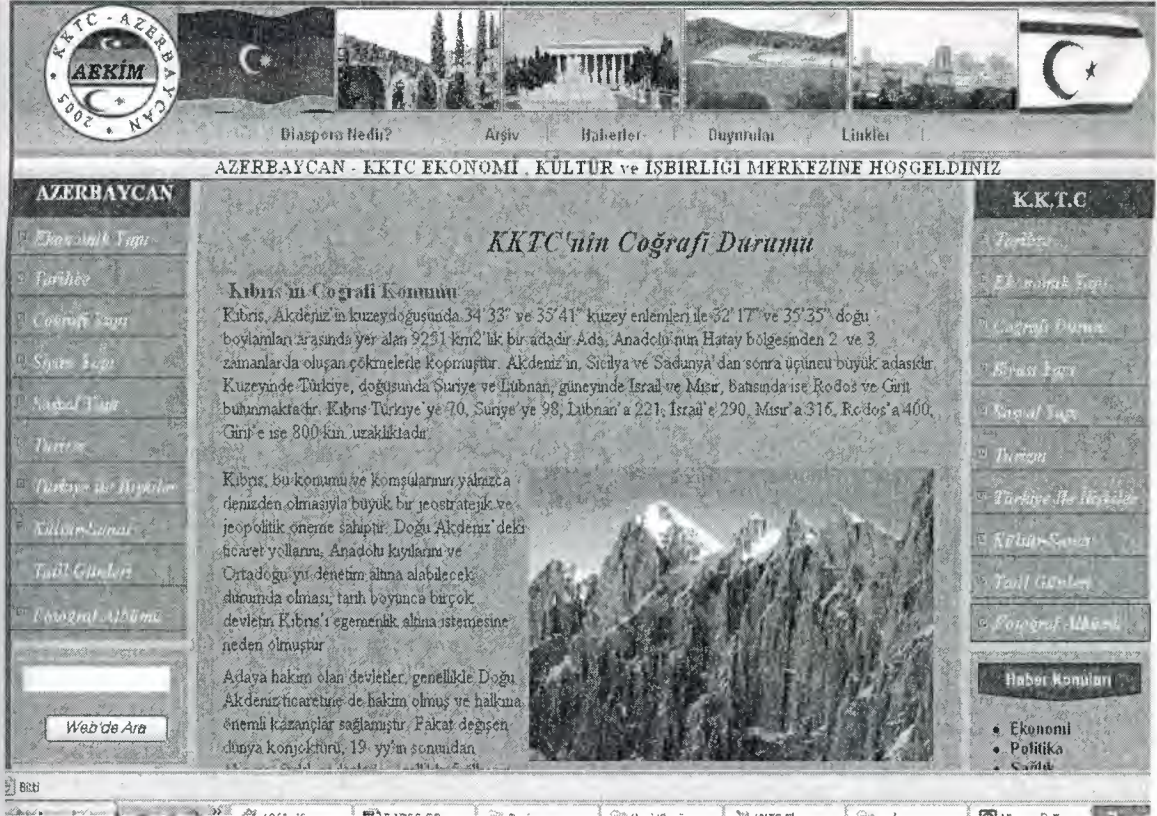 KKTC - AZERBAYCAN
AEKİM
2005
Diaspora Nedir? Arşiv Haberler Duyurular Linkler
AZERBAYCAN - KKTC EKONOMİ , KÜLTÜR ve İŞBIRLIGI MERKEZINE HOŞGELDINIZ
AZERBAYCAN
Ekonomik Yapı
Tarihçe
Coğrafi Yapı
Siyasi Yapı
Sosyal Yapı
Turizm
Türkiye ile İlişkiler
Kültür-Sanat
Tatil Günleri
Fotoğraf Albümü
Web'de Ara
KKTC'nin Coğrafi Durumu
Kıbrıs'ın Cografi Konumu
Kıbrıs, Akdeniz'in kuzeydoğusunda 34'33" ve 35'41" kuzey enlemleri ile 32'17" ve 35'35" doğu
boylamları arasında yer alan 9251 km2'lik bir adadır. Ada, Anadolu'nun Hatay bölgesinden 2. ve 3.
zamanlarda oluşan çökmelerle kopmuştur. Akdeniz'in, Sicilya ve Sadunya'dan sonra üçüncü büyük adasıdır.
Kuzeyinde Türkiye, doğusunda Suriye ve Lübnan, güneyinde İsrail ve Mısır, batısında ise Rodos ve Girit
bulunmaktadır. Kıbrıs Türkiye'ye 70, Suriye'ye 98, Lübnan'a 221, İsrail'e 290, Mısır'a 316, Rodos'a 400,
Girit'e ise 800 km. uzaklıktadır.
Kıbrıs, bu konumu ve komşularının yalnızca
denizden olmasıyla büyük bir jeostratejik ve
jeopolitik öneme sahiptir. Doğu Akdeniz'deki
ticaret yollarını, Anadolu kıyılarını ve
Ortadoğu'yu denetim altına alabilecek
durumda olması, tarih boyunca birçok
devletin Kıbrıs'ı egemenlik altına istemesine
neden olmuştur.
Adaya hakim olan devletler, genellikle Doğu
Akdeniz ticaretine de hakim olmuş ve halkına
önemli kazançlar sağlamıştır. Fakat değişen
dünya konjoktürü, 19. yy'ın sonundan
K.K.T.C
Tarihçe
Ekonomik Yapı
Coğrafi Durum
Siyasi Yapı
Sosyal Yapı
Turizm
Türkiye İle İlişkiler
Kültür-Sanat
Tatil Günleri
Fotoğraf Albümü
Haber Konuları
Ekonomi
Politika
Sağlık
Bitti